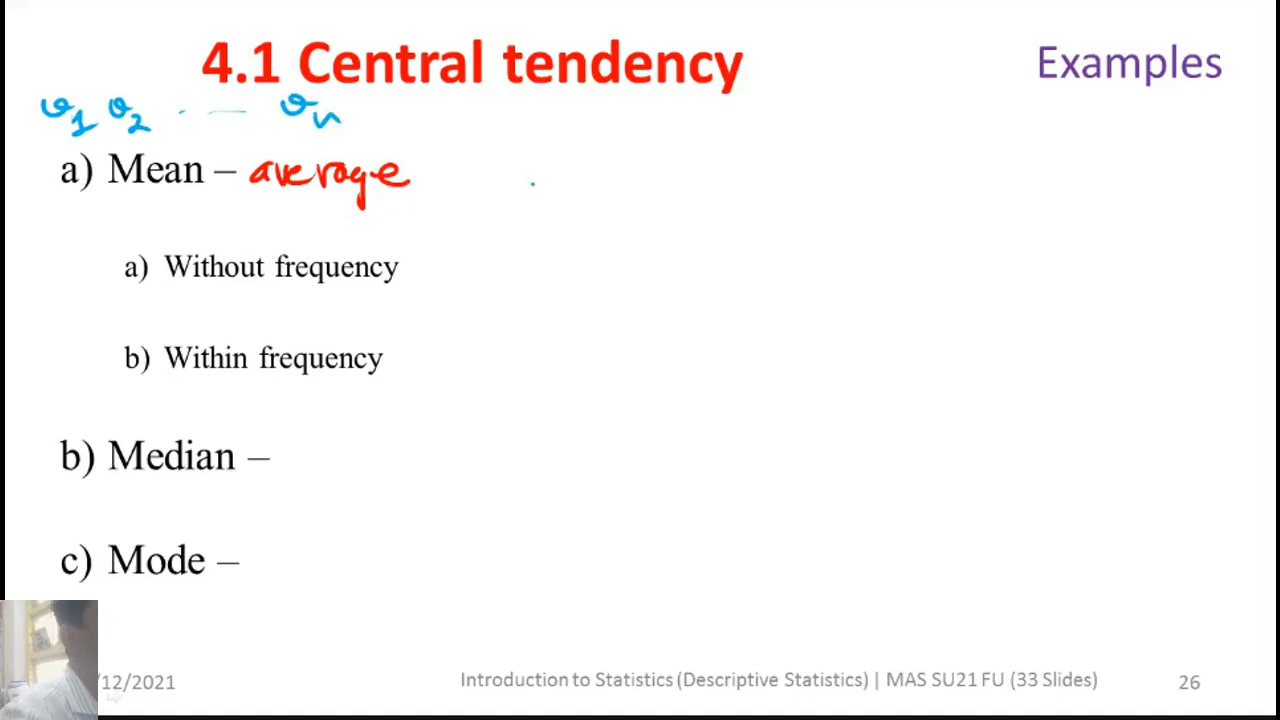 4.1 Central tendency
Examples
a) Mean – average
a) Without frequency
b) Within frequency
b) Median –
c) Mode –
/12/2021
Introduction to Statistics (Descriptive Statistics) | MAS SU21 FU (33 Slides)
26